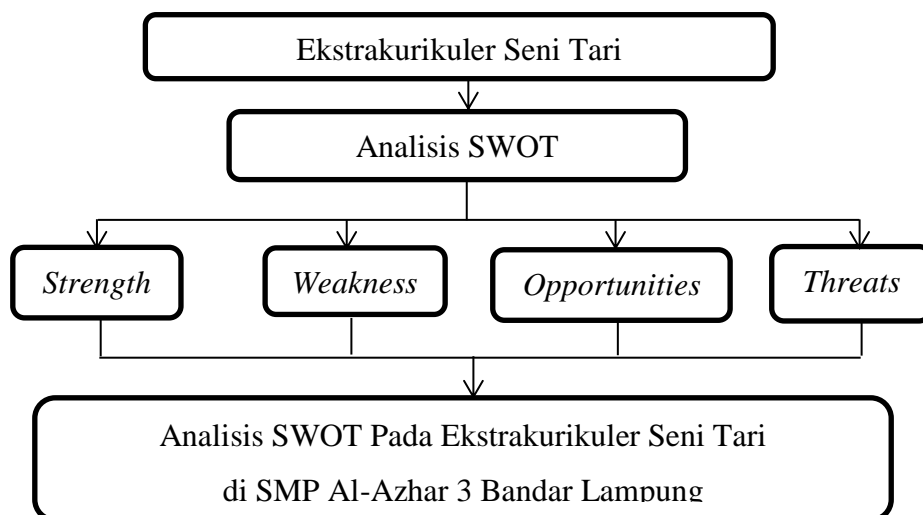 Ekstrakurikuler Seni Tari
Analisis SWOT
Strength
Weakness
Opportunities
Threats
Analisis SWOT Pada Ekstrakurikuler Seni Tari
di SMP Al-Azhar 3 Bandar Lampung